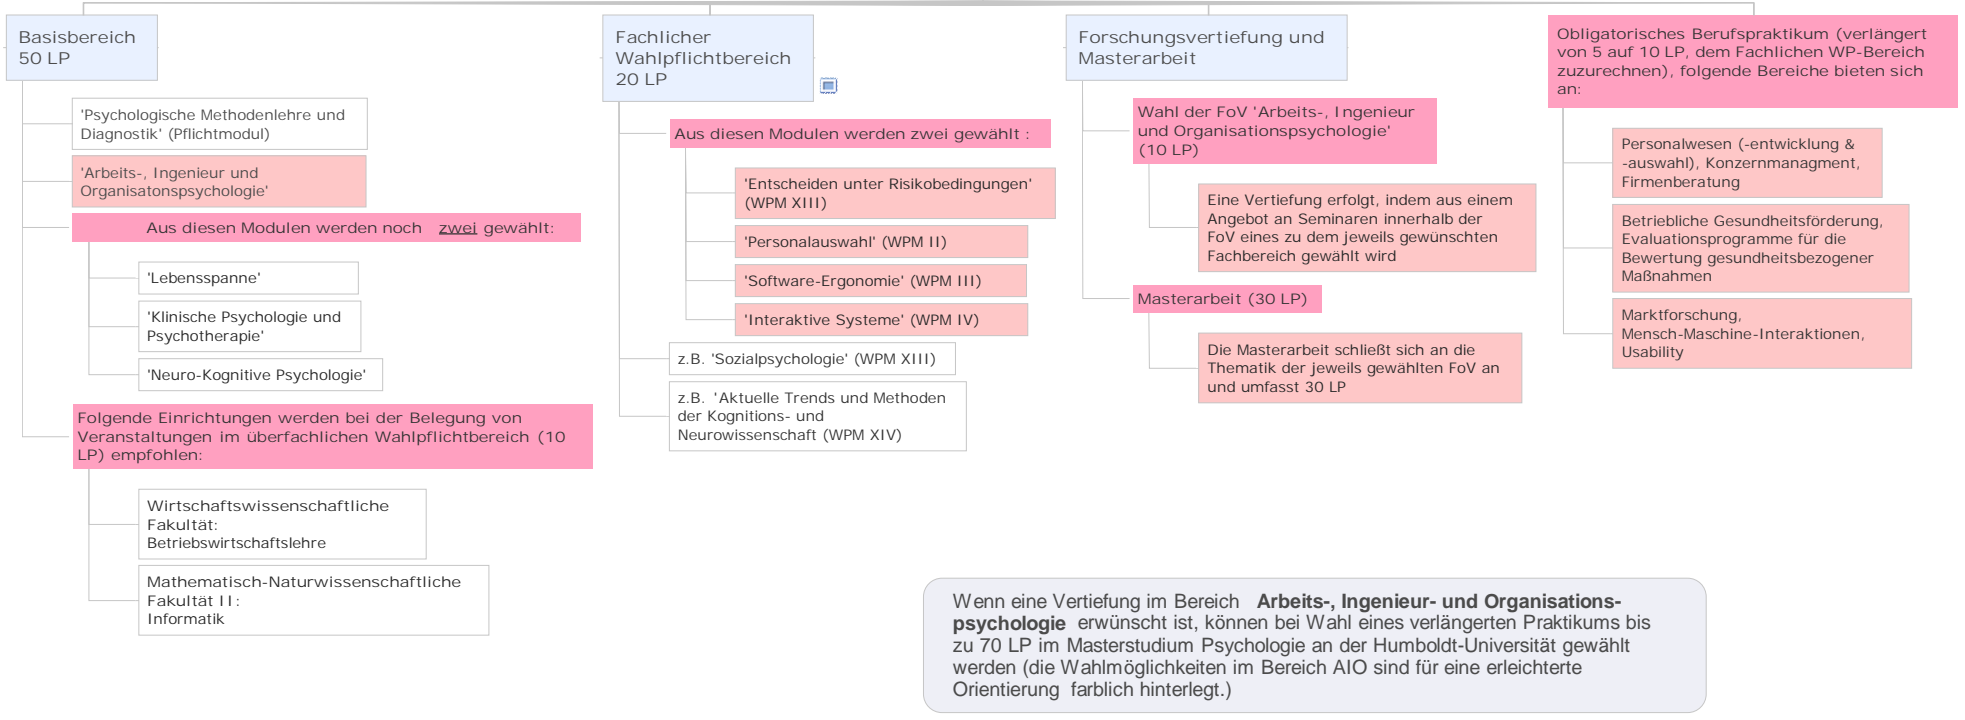 Basisbereich
50 LP
'Psychologische Methodenlehre und
Diagnostik' (Pflichtmodul)
'Arbeits-, Ingenieur und
Organisatonspsychologie'
Aus diesen Modulen werden noch zwei gewählt:
'Lebensspanne'
'Klinische Psychologie und
Psychotherapie'
'Neuro-Kognitive Psychologie'
Folgende Einrichtungen werden bei der Belegung von
Veranstaltungen im überfachlichen Wahlpflichtbereich (10
LP) empfohlen:
Wirtschaftswissenschaftliche
Fakultät:
Betriebswirtschaftslehre
Mathematisch-Naturwissenschaftliche
Fakultät II:
Informatik
Fachlicher
Wahlpflichtbereich
20 LP
Aus diesen Modulen werden zwei gewählt :
'Entscheiden unter Risikobedingungen'
(WPM XIII)
'Personalauswahl' (WPM II)
'Software-Ergonomie' (WPM III)
'Interaktive Systeme' (WPM IV)
z.B. 'Sozialpsychologie' (WPM XIII)
z.B. 'Aktuelle Trends und Methoden
der Kognitions- und
Neurowissenschaft (WPM XIV)
Forschungsvertiefung und
Masterarbeit
Wahl der FoV 'Arbeits-, Ingenieur
und Organisationspsychologie'
(10 LP)
Eine Vertiefung erfolgt, indem aus einem
Angebot an Seminaren innerhalb der
FoV eines zu dem jeweils gewünschten
Fachbereich gewählt wird
Masterarbeit (30 LP)
Die Masterarbeit schließt sich an die
Thematik der jeweils gewählten FoV an
und umfasst 30 LP
Obligatorisches Berufspraktikum (verlängert
von 5 auf 10 LP, dem Fachlichen WP-Bereich
zuzurechnen), folgende Bereiche bieten sich
an:
Personalwesen (-entwicklung &
-auswahl), Konzernmanagment,
Firmenberatung
Betriebliche Gesundheitsförderung,
Evaluationsprogramme für die
Bewertung gesundheitsbezogener
Maßnahmen
Marktforschung,
Mensch-Maschine-Interaktionen,
Usability
Wenn eine Vertiefung im Bereich Arbeits-, Ingenieur- und Organisations-
psychologie erwünscht ist, können bei Wahl eines verlängerten Praktikums bis
zu 70 LP im Masterstudium Psychologie an der Humboldt-Universität gewählt
werden (die Wahlmöglichkeiten im Bereich AIO sind für eine erleichterte
Orientierung farblich hinterlegt.)